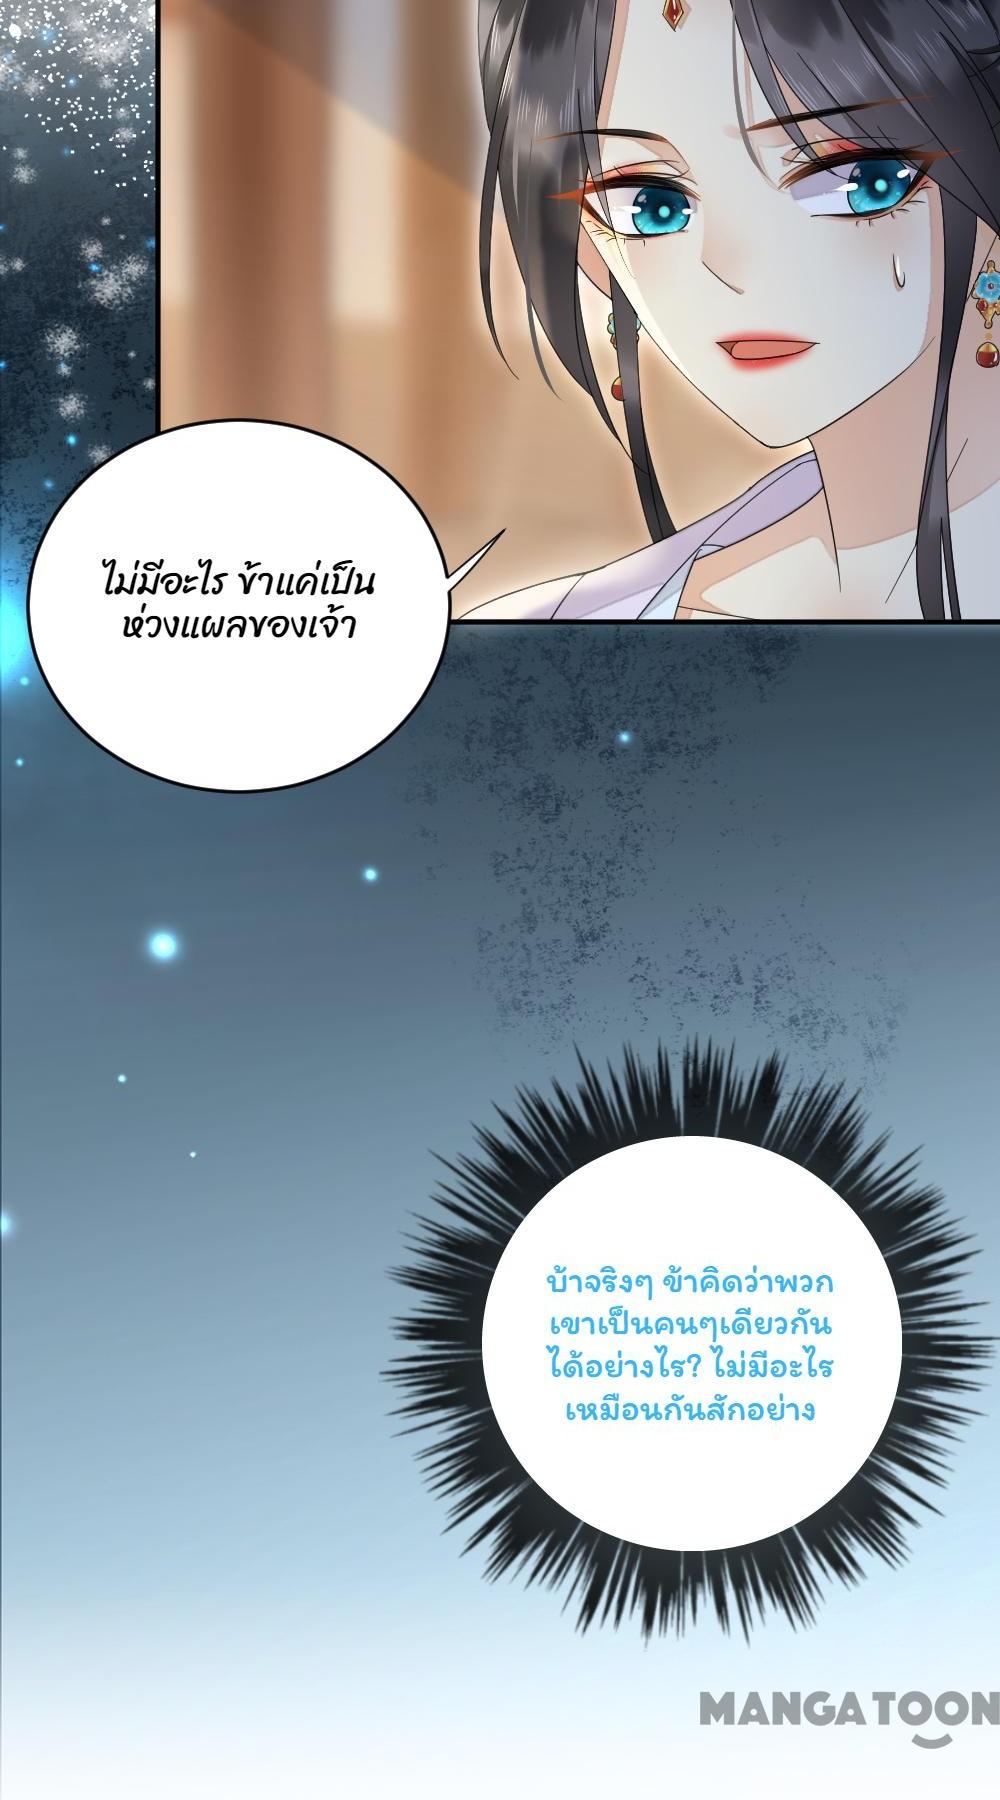 ไม่มีอะไร ข้าแค่เป็น
ห่วงแผลของเจ้า
บ้าจริงๆ ข้าคิดว่าพวก
เขาเป็นคนๆเดียวกัน
ได้อย่างไร? ไม่มีอะไร
เหมือนกันสักอย่าง
MANGATOON